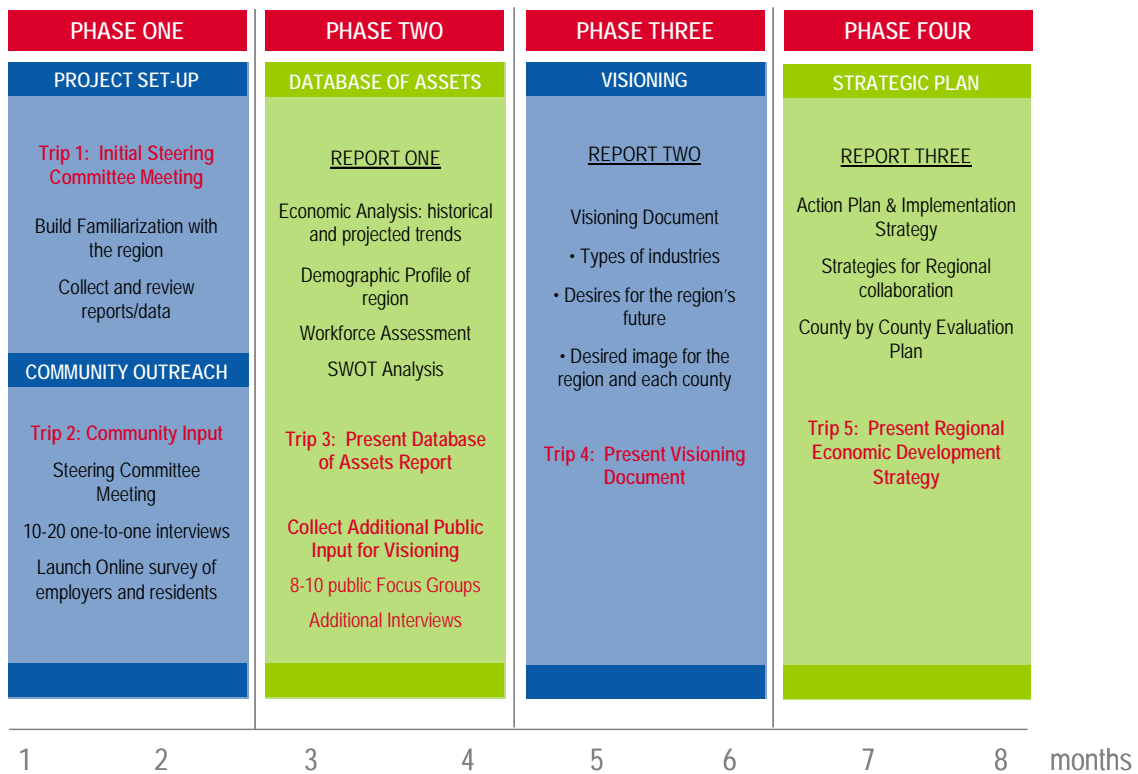 PHASE ONE
PROJECT SET-UP
Trip 1: Initial Steering
Committee Meeting
Build Familiarization with
the region
Collect and review
reports/data
COMMUNITY OUTREACH
Trip 2: Community Input
Steering Committee
Meeting
10-20 one-to-one interviews
Launch Online survey of
employers and residents
PHASE TWO
DATABASE OF ASSETS
REPORT ONE
Economic Analysis: historical
and projected trends
Demographic Profile of
region
Workforce Assessment
SWOT Analysis
Trip 3: Present Database
of Assets Report
Collect Additional Public
Input for Visioning
8-10 public Focus Groups
Additional Interviews
PHASE THREE
VISIONING
REPORT TWO
Visioning Document
• Types of industries
• Desires for the region's
future
• Desired image for the
region and each county
Trip 4: Present Visioning
Document
PHASE FOUR
STRATEGIC PLAN
REPORT THREE
Action Plan & Implementation
Strategy
Strategies for Regional
collaboration
County by County Evaluation
Plan
Trip 5: Present Regional
Economic Development
Strategy
1 2 3 4 5 6 7 8 months